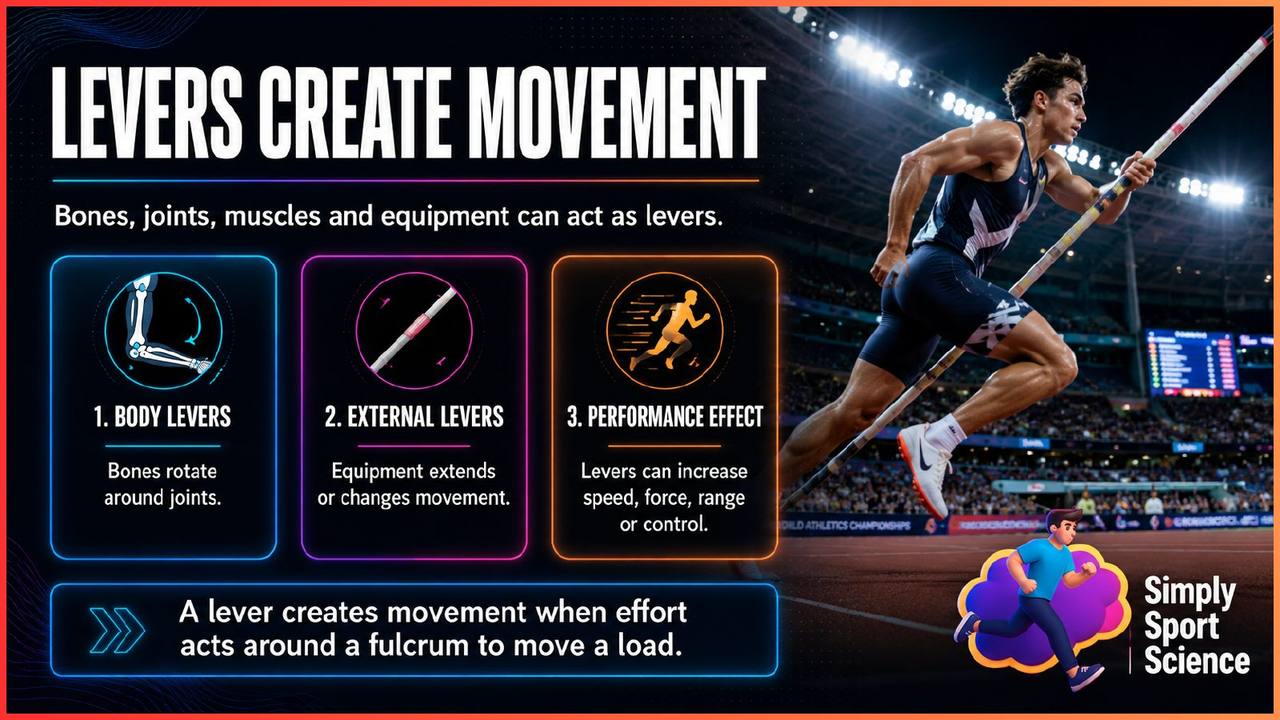 LEVERS CREATE MOVEMENT
Bones, joints, muscles and equipment can act as levers.
1. BODY LEVERS
Bones rotate
around joints.
2. EXTERNAL LEVERS
Equipment extends
or changes movement.
3. PERFORMANCE EFFECT
Levers can increase
speed, force, range
or control.
A lever creates movement when effort
acts around a fulcrum to move a load.
ATHLETICS CHAMPIONSHIPS
Simply
Sport
Science